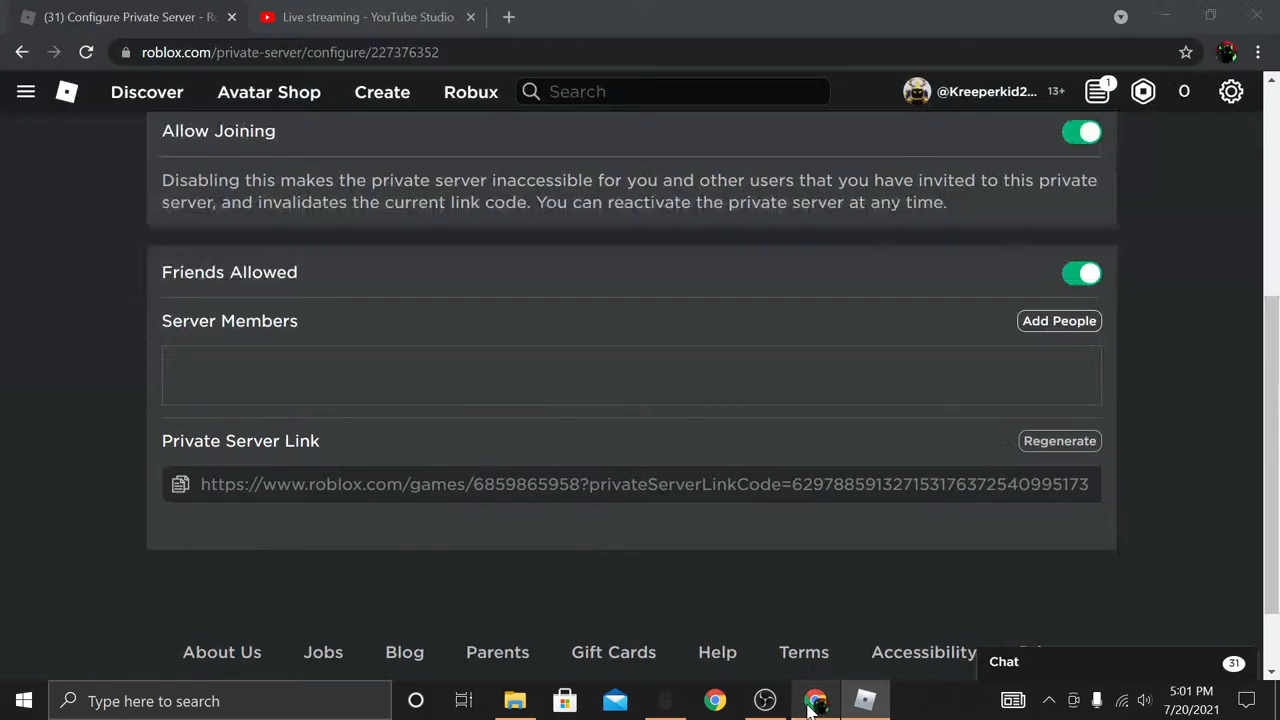 (31) Configure Private Server - Ro
Live streaming - YouTube Studio
roblox.com/private-server/configure/227376352
Discover Avatar Shop Create Robux Search @Kreeperkid2... 13+ 1 0
Allow Joining
Disabling this makes the private server inaccessible for you and other users that you have invited to this private
server, and invalidates the current link code. You can reactivate the private server at any time.
Friends Allowed
Server Members Add People
Private Server Link Regenerate
https://www.roblox.com/games/6859865958?privateServerLinkCode=62978859132715317637254099517​3
About Us Jobs Blog Parents Gift Cards Help Terms Accessibility
Chat 31
Type here to search
5:01 PM
7/20/2021